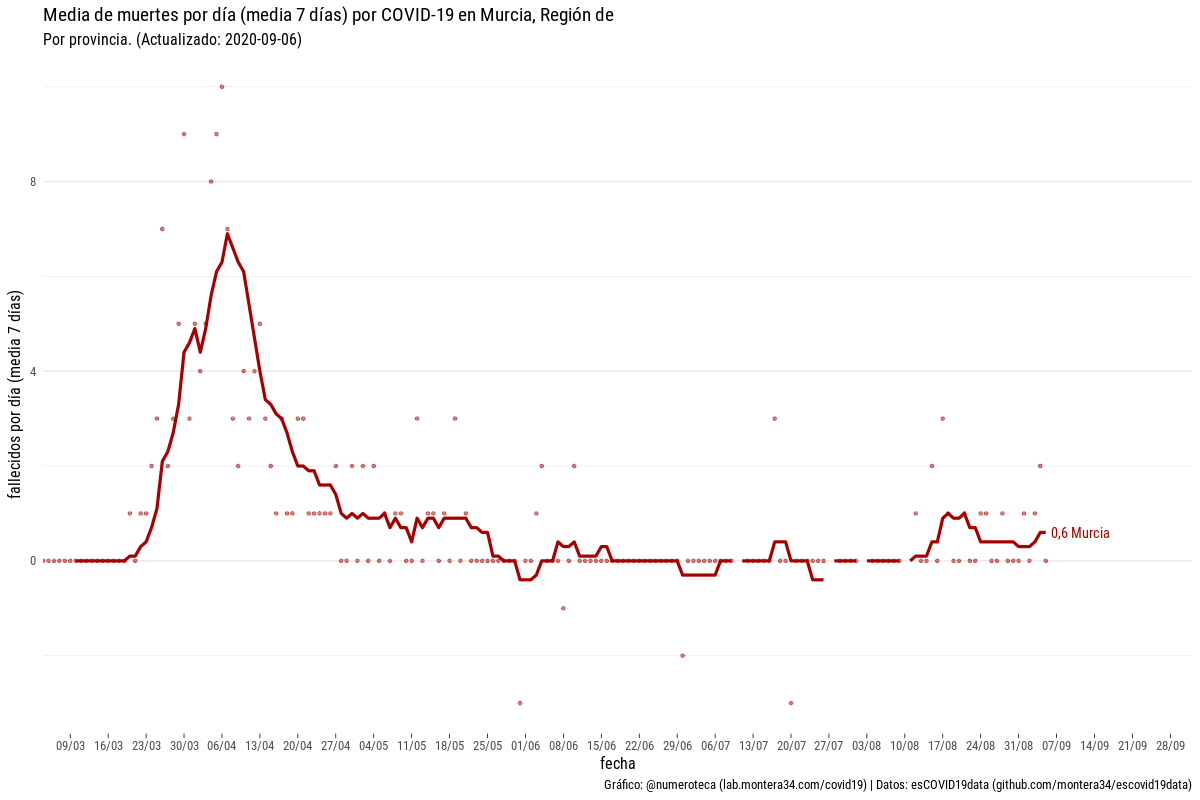 Media de muertes por día (media 7 días) por COVID-19 en Murcia, Región de
Por provincia. (Actualizado: 2020-09-06)
fallecidos por día (media 7 días)
8
4
0
0,6 Murcia
09/03 16/03 23/03 30/03 06/04 13/04 20/04 27/04 04/05 11/05 18/05 25/05 01/06 08/06 15/06 22/06 29/06 06/07 13/07 20/07 27/07 03/08 10/08 17/08 24/08 31/08 07/09 14/09 21/09 28/09
fecha
Gráfico: @numeroteca (lab.montera34.com/covid19) | Datos: esCOVID19data (github.com/montera34/escovid19data)